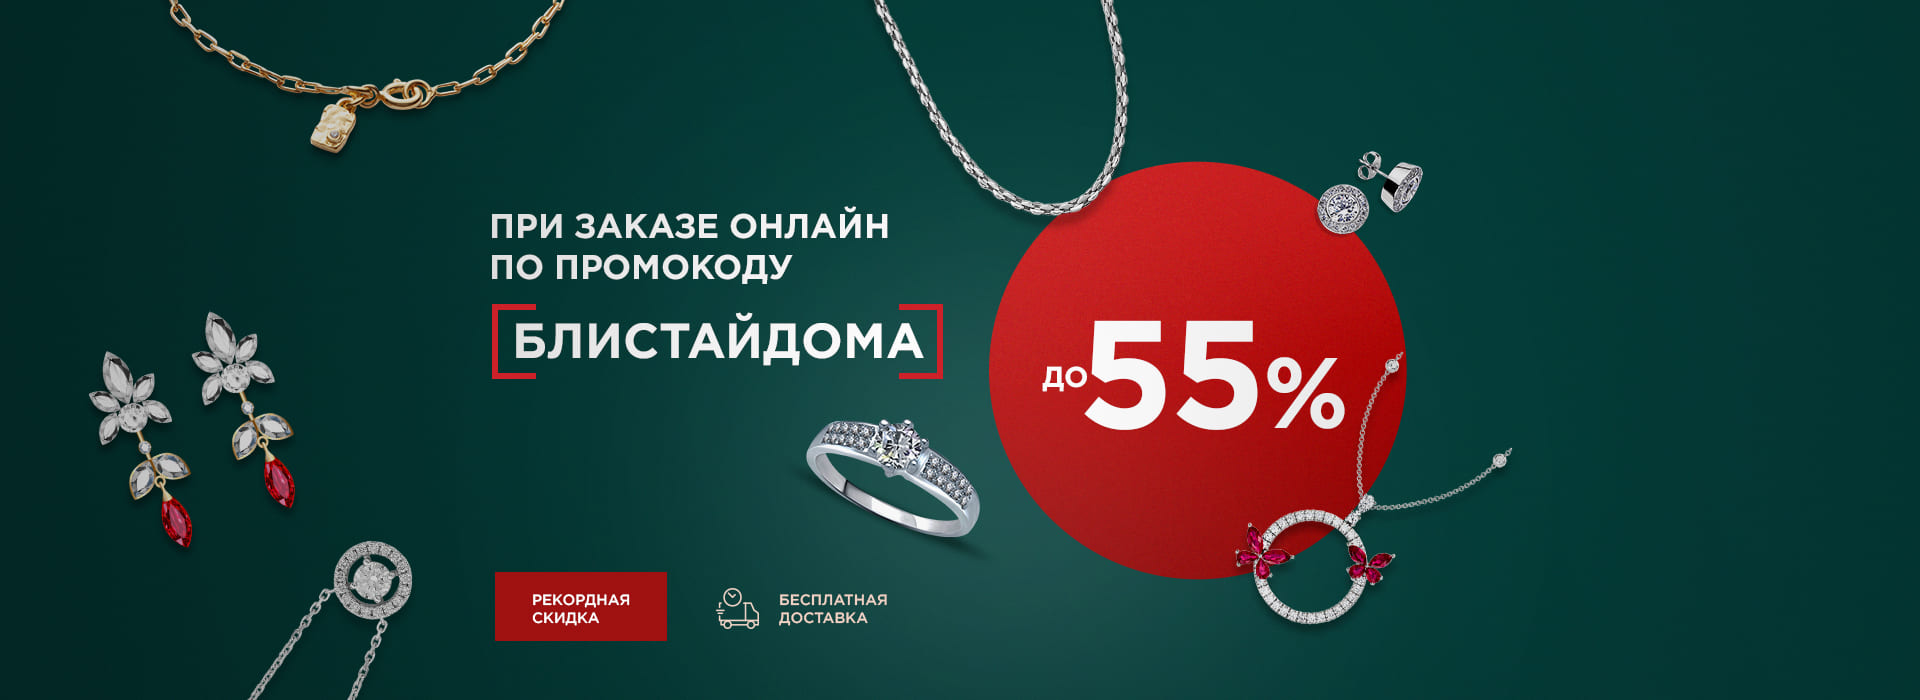 ПРИ ЗАКАЗЕ ОНЛАЙН
ПО ПРОМОКОДУ
БЛИСТАЙДОМА
ДО 55%
РЕКОРДНАЯ
СКИДКА
БЕСПЛАТНАЯ
ДОСТАВКА